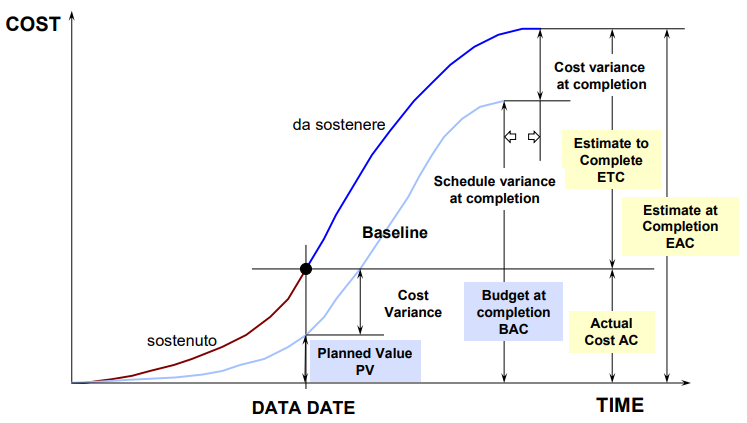 COST
Cost variance
at completion
da sostenere
Estimate to
Complete
ETC
Schedule variance
at completion
Estimate at
Completion
EAC
Baseline
Cost
Variance
Budget at
completion
BAC
Actual
Cost AC
sostenuto
Planned Value
PV
DATA DATE
TIME